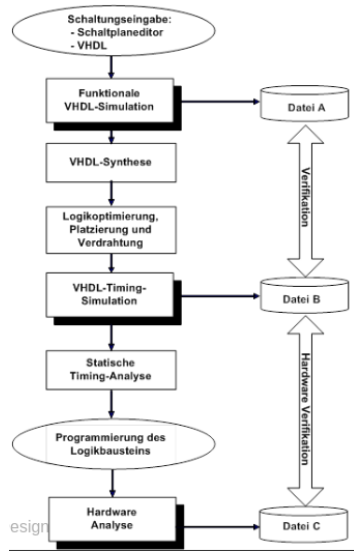 Schaltungseingabe:
- Schaltplaneditor
- VHDL
Funktionale
VHDL-Simulation
Datei A
VHDL-Synthese
Verifikation
Logikoptimierung,
Platzierung und
Verdrahtung
VHDL-Timing-
Simulation
Datei B
Statische
Timing-Analyse
Hardware Verifikation
Programmierung des
Logikbausteins
Hardware
Analyse
Datei C
esign